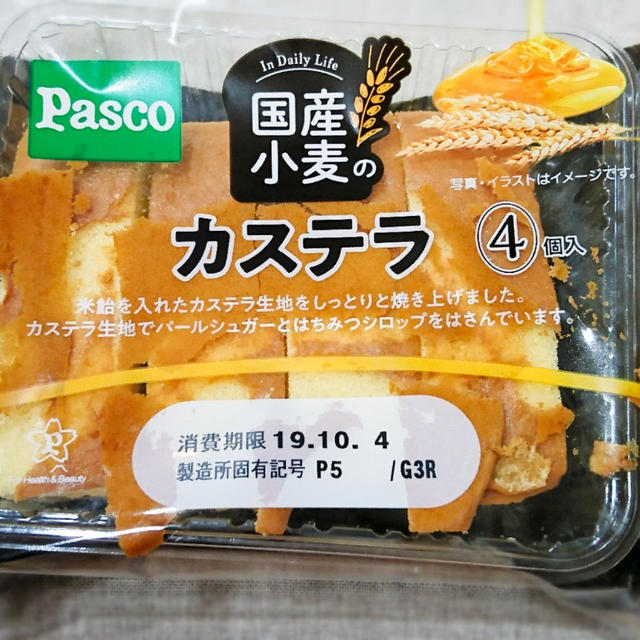 Pasco
In Daily Life
国産
小麦の
写真・イラストはイメージです。
カステラ
④個入
米飴を入れたカステラ生地をしっとりと焼き上げました。
カステラ生地でパールシュガーとはちみつシロップをはさんでいます。
消費期限 19.10. 4
製造所固有記号 P5 /G3R
For Health & Beauty